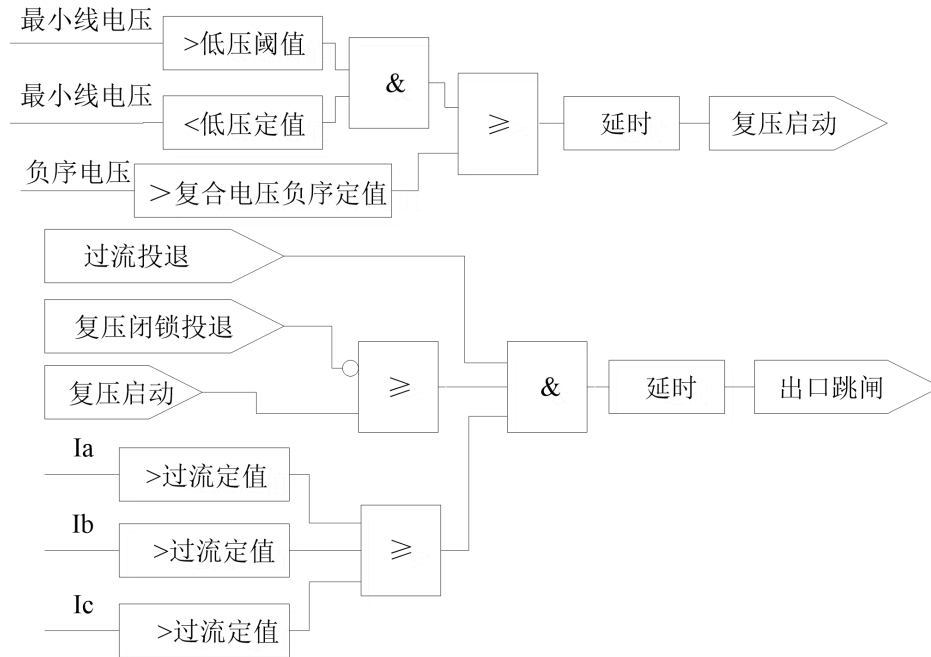 最小线电压
>低压阈值
&
最小线电压
<低压定值
≥
延时
复压启动
负序电压
>复合电压负序定值
过流投退
复压闭锁投退
≥
&
延时
出口跳闸
复压启动
Ia
>过流定值
Ib
>过流定值
≥
Ic
>过流定值